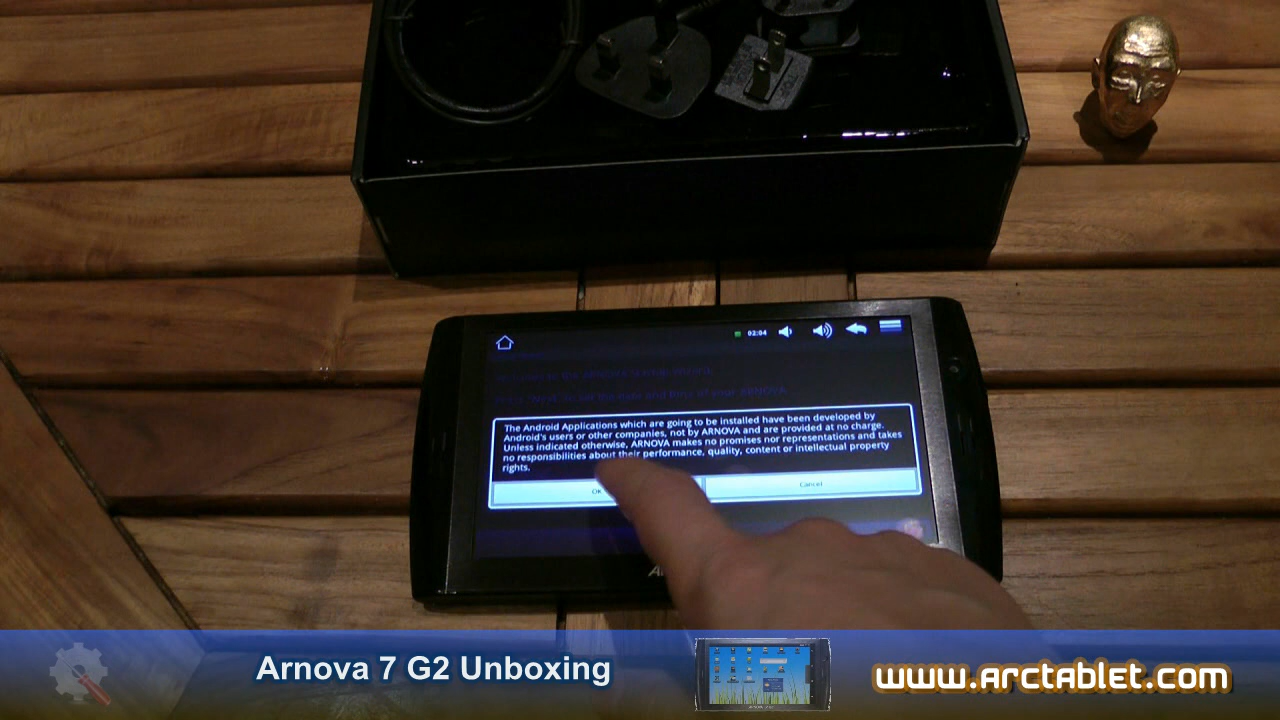 02:04
The Android Applications which are going to be installed have been developed by
Android's users or other companies, not by ARNOVA and are provided at no charge.
Unless indicated otherwise, ARNOVA makes no promises nor representations and takes
no responsibilities about their performance, quality, content or intellectual property
rights.
Ok
Cancel
Arnova 7 G2 Unboxing
www.arctablet.com